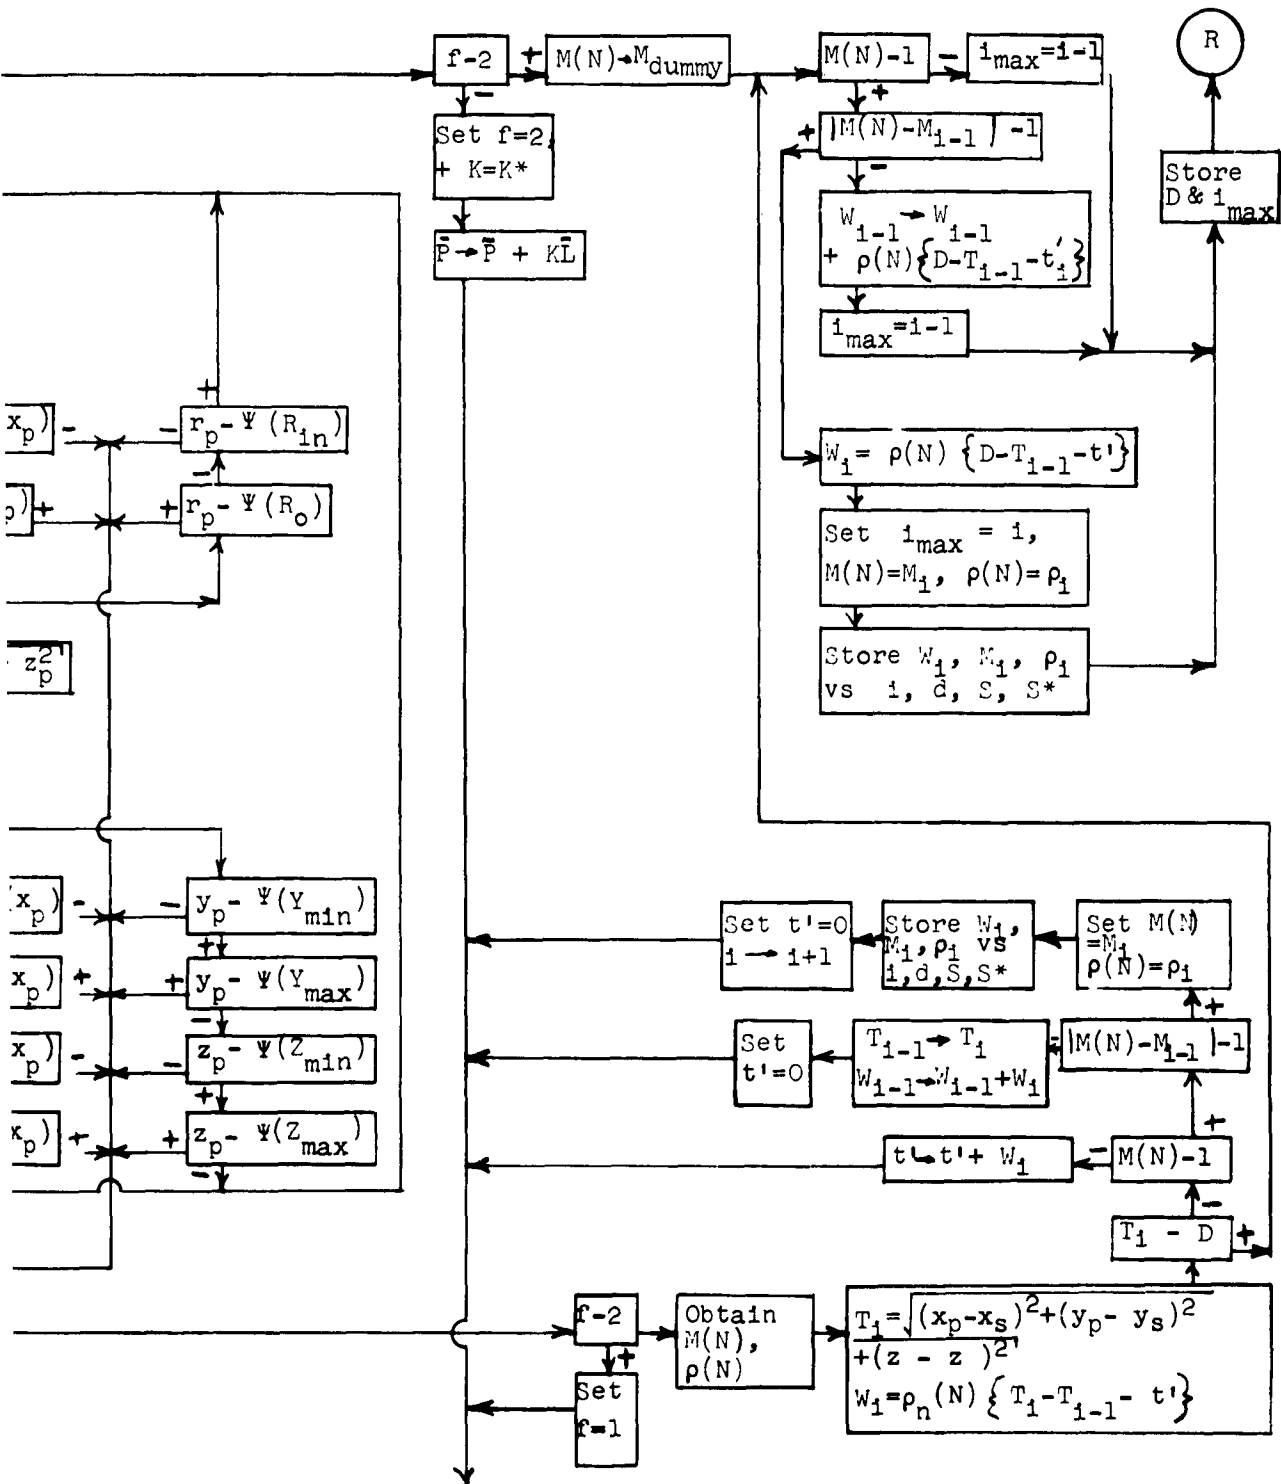 f-2
+
M(N)→M_dummy
M(N)-1
-
i_max=i-1
R
-
Set f=2,
+ K=K*
P̄→P̄ + KL̄
+
+
|M(N)-M_i-1| -1
-
W_i-1→W_i-1
+ ρ(N){D-T_i-1-t'_i}
i_max=i-1
Store
D & i_max
+
x_p)
-
-
r_p-Ψ(R_in)
-
p)
+
+
r_p-Ψ(R_o)
z_p^2
W_i= ρ(N) {D-T_i-1-t'}
Set i_max = i,
M(N)=M_i, ρ(N)=ρ_i
Store W_i, M_i, ρ_i
vs i, d, S, S*
(x_p)
-
-
y_p-Ψ(Y_min)
+
x_p)
+
+
y_p-Ψ(Y_max)
-
x_p)
-
-
z_p-Ψ(Z_min)
+
x_p)
+
+
z_p-Ψ(Z_max)
-
Set t'=0
i→i+1
Store W_i,
M_i, ρ_i vs
i,d,S,S*
Set M(N)
=M_i
ρ(N)=ρ_i
+
Set
t'=0
T_i-1→T_i
W_i-1→W_i-1+W_i
-
|M(N)-M_i-1|-1
+
t'→t'+ W_i
-
M(N)-1
-
T_i - D
+
f-2
+
Set
f=1
Obtain
M(N),
ρ(N)
T_i=√(x_p-x_s)^2+(y_p- y_s)^2
+(z - z )^2
W_i=ρ_n(N) {T_i-T_i-1- t'}